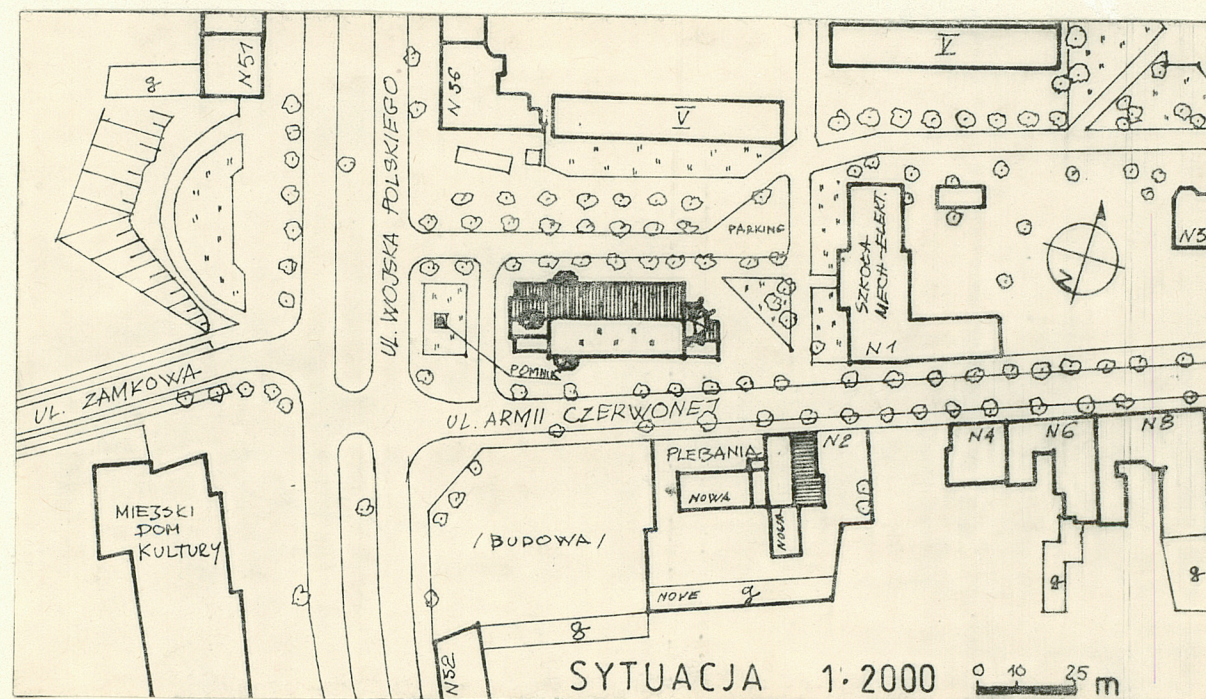 N51
g
N 56
V
V
UL. WOJSKA POLSKIEGO
PARKING
SZKOŁA
MECH-ELEKT.
N
N3
N1
POMNIK
UL. ZAMKOWA
UL. ARMII CZERWONEJ
PLEBANIA
N2
N4
N6
N8
NOWA
NOWA
MIEJSKI
DOM
KULTURY
/ BUDOWA /
NOWE g
g
g
g
N52
SYTUACJA 1:2000 0 10 25 m